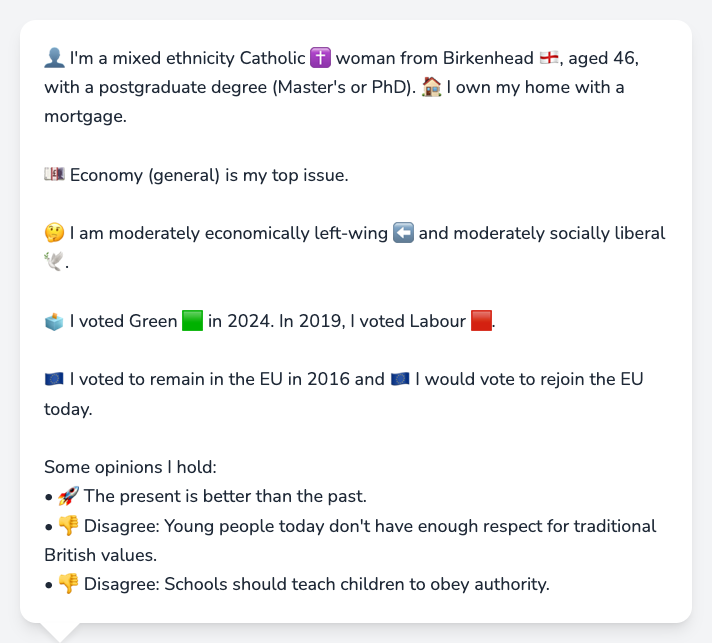 👤 I'm a mixed ethnicity Catholic ✝️ woman from Birkenhead 🏴󠁧󠁢󠁥󠁮󠁧󠁿, aged 46,
with a postgraduate degree (Master's or PhD). 🏠 I own my home with a
mortgage.
💷 Economy (general) is my top issue.
🤔 I am moderately economically left-wing ⬅️ and moderately socially liberal
🕊️.
🗳️ I voted Green 🟩 in 2024. In 2019, I voted Labour 🟥.
🇪🇺 I voted to remain in the EU in 2016 and 🇪🇺 I would vote to rejoin the EU
today.
Some opinions I hold:
• 🚀 The present is better than the past.
• 👎 Disagree: Young people today don't have enough respect for traditional
British values.
• 👎 Disagree: Schools should teach children to obey authority.